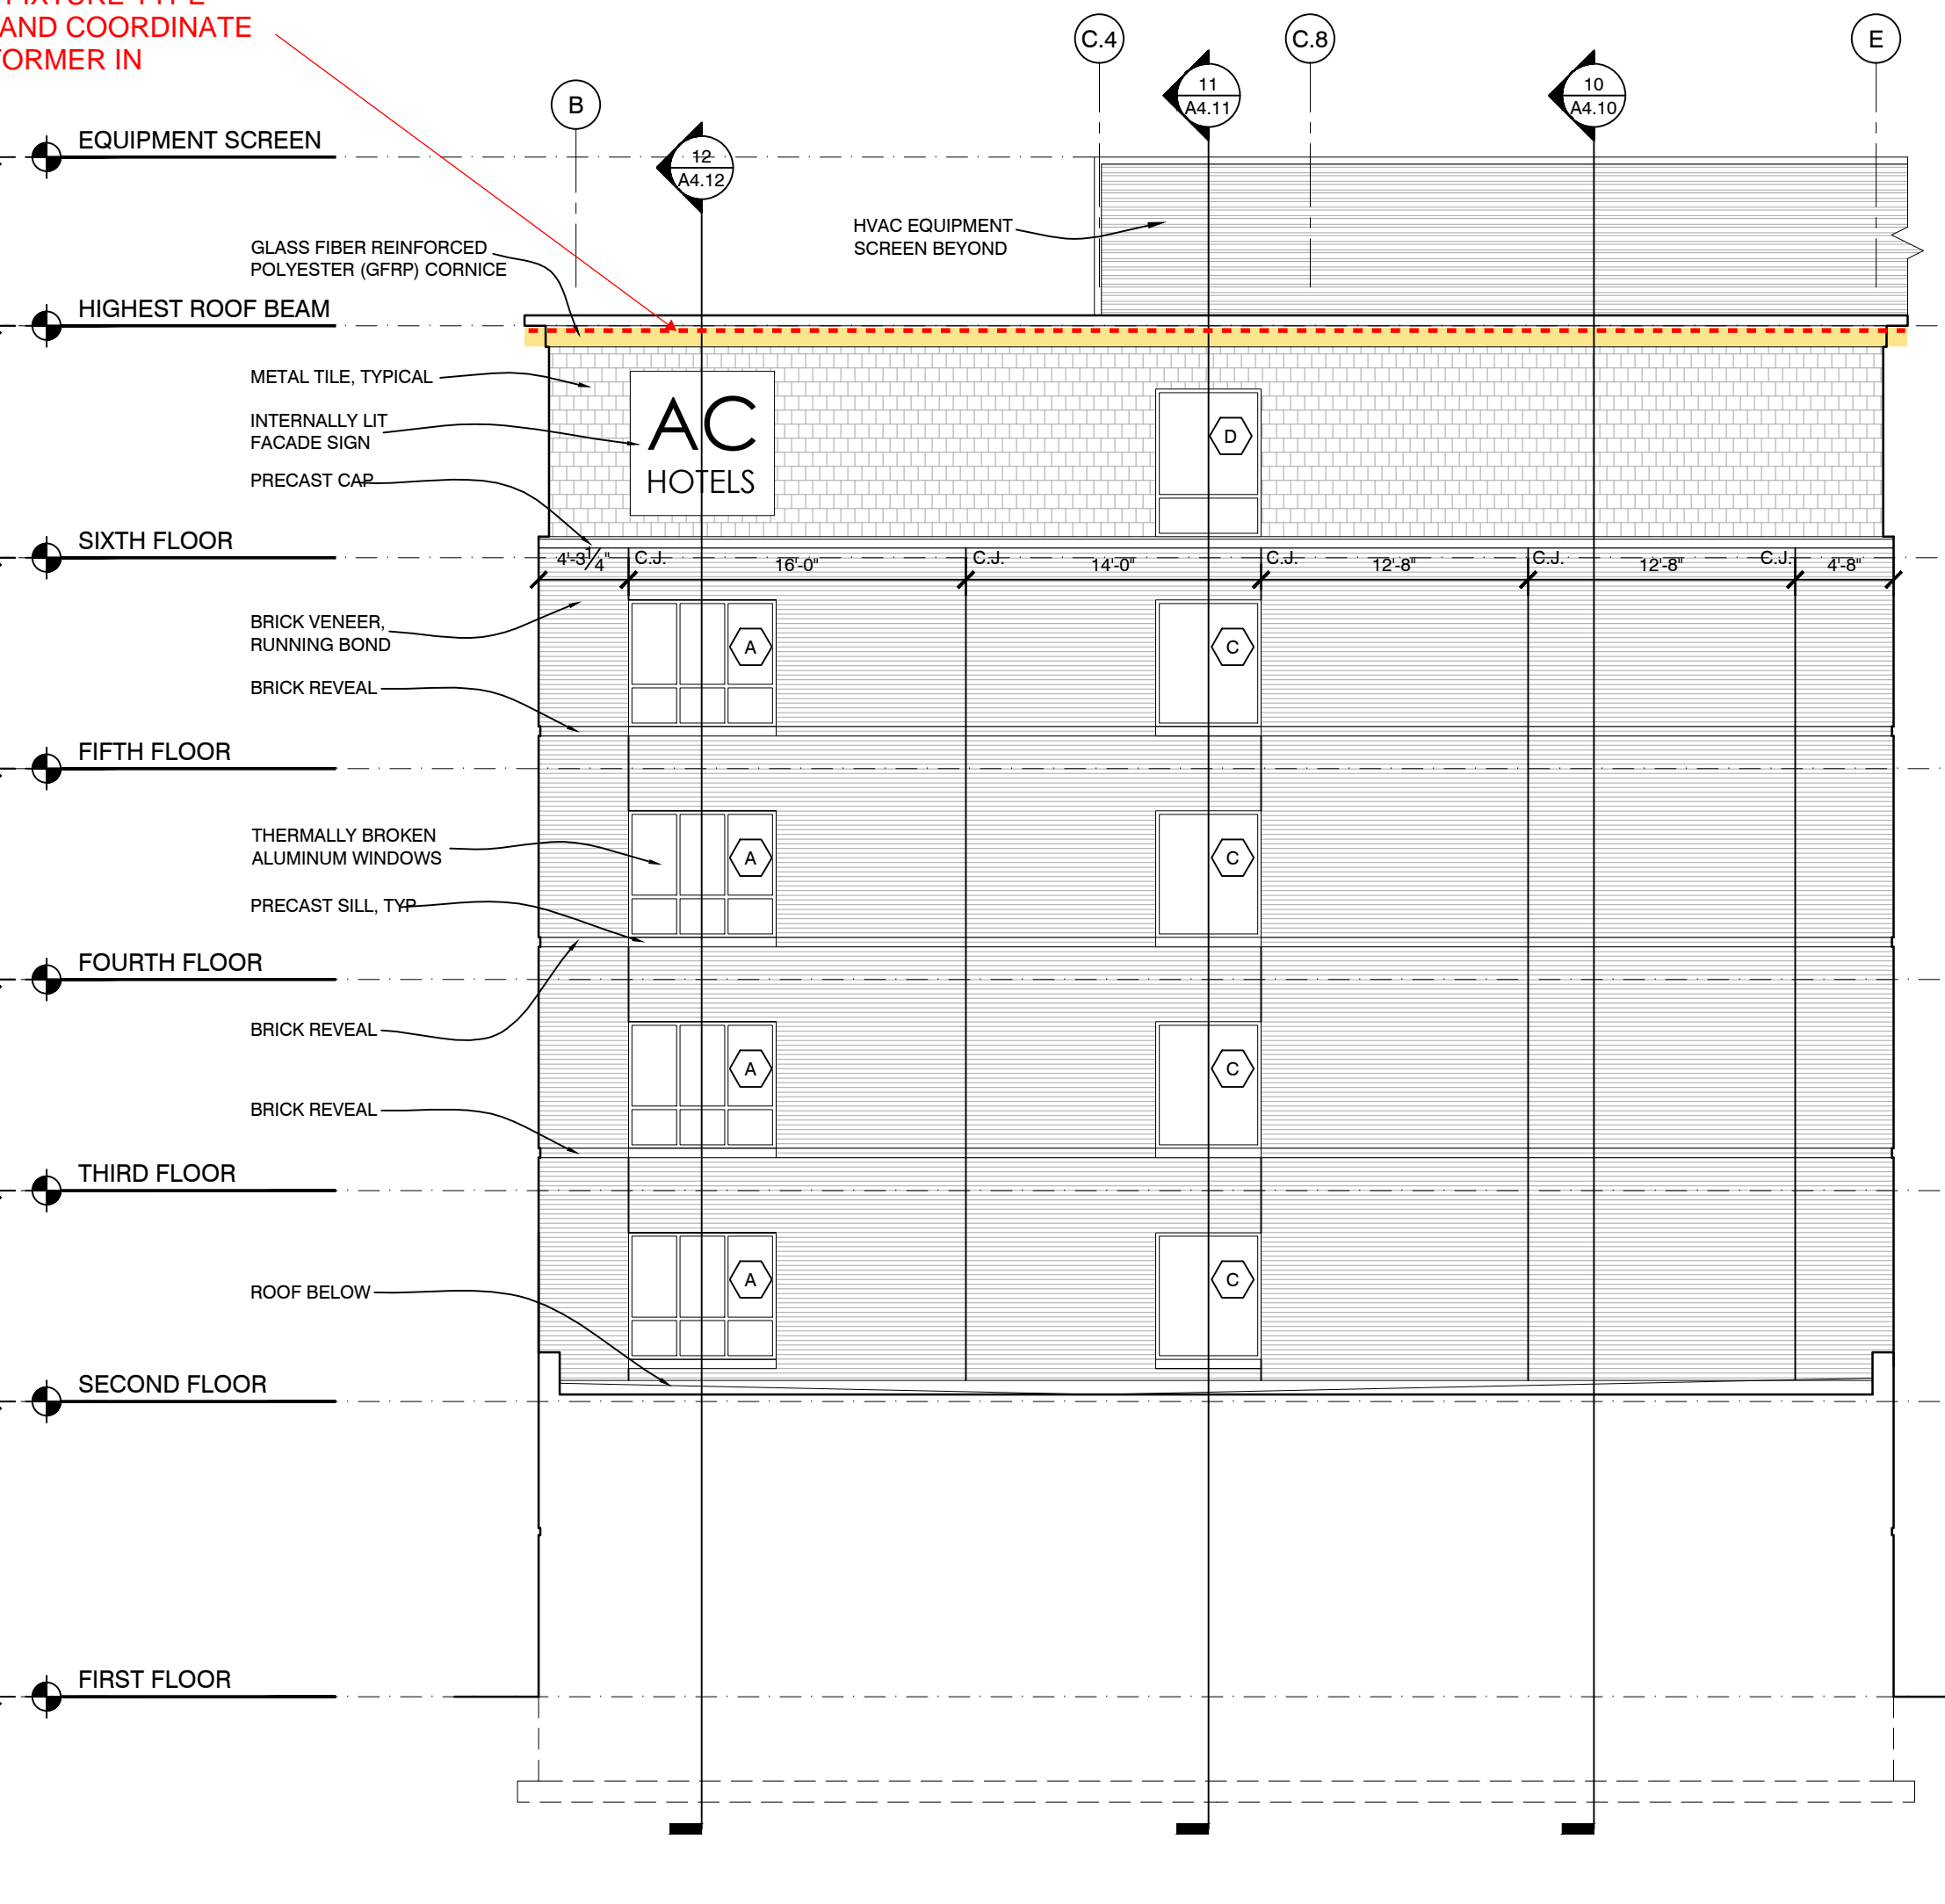 FIXTURE TYPE
AND COORDINATE
FORMER IN
C.4
C.8
E
B
11
A4.11
10
A4.10
12
A4.12
EQUIPMENT SCREEN
HVAC EQUIPMENT
SCREEN BEYOND
GLASS FIBER REINFORCED
POLYESTER (GFRP) CORNICE
HIGHEST ROOF BEAM
METAL TILE, TYPICAL
INTERNALLY LIT
FACADE SIGN
AC
HOTELS
D
PRECAST CAP
SIXTH FLOOR
4'-3 1/4" C.J. 16'-0" C.J. 14'-0" C.J. 12'-8" C.J. 12'-8" C.J. 4'-8"
BRICK VENEER,
RUNNING BOND
A
C
BRICK REVEAL
FIFTH FLOOR
THERMALLY BROKEN
ALUMINUM WINDOWS
A
C
PRECAST SILL, TYP
FOURTH FLOOR
BRICK REVEAL
A
C
BRICK REVEAL
THIRD FLOOR
A
C
ROOF BELOW
SECOND FLOOR
FIRST FLOOR